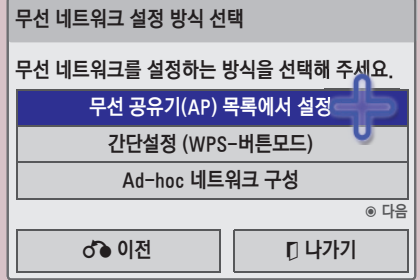 무선 네트워크 설정 방식 선택
무선 네트워크를 설정하는 방식을 선택해 주세요.
무선 공유기(AP) 목록에서 설정
간단설정 (WPS-버튼모드)
Ad-hoc 네트워크 구성
◉ 다음
이전
나가기